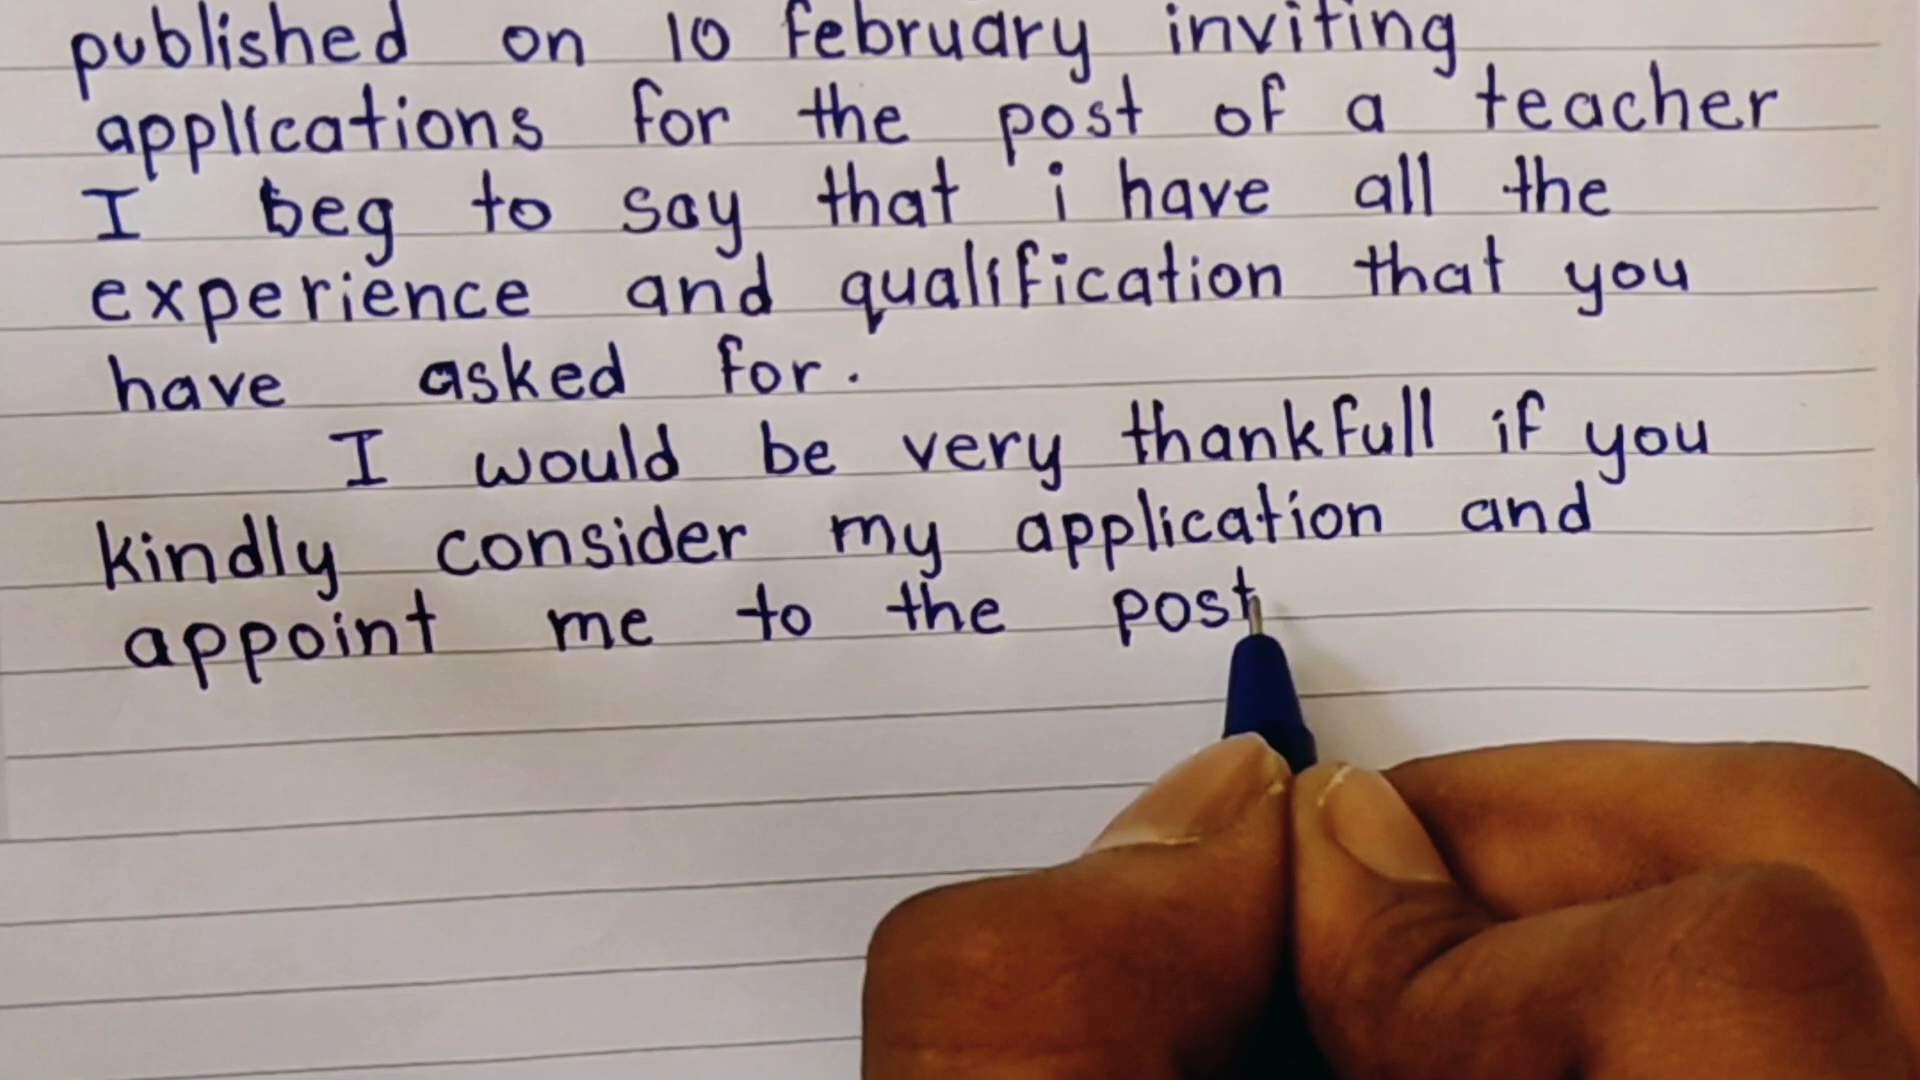 published on 10 february inviting
applications for the post of a teacher
I beg to say that i have all the
experience and qualification that you
have asked for.
I would be very thankfull if you
kindly consider my application and
appoint me to the post